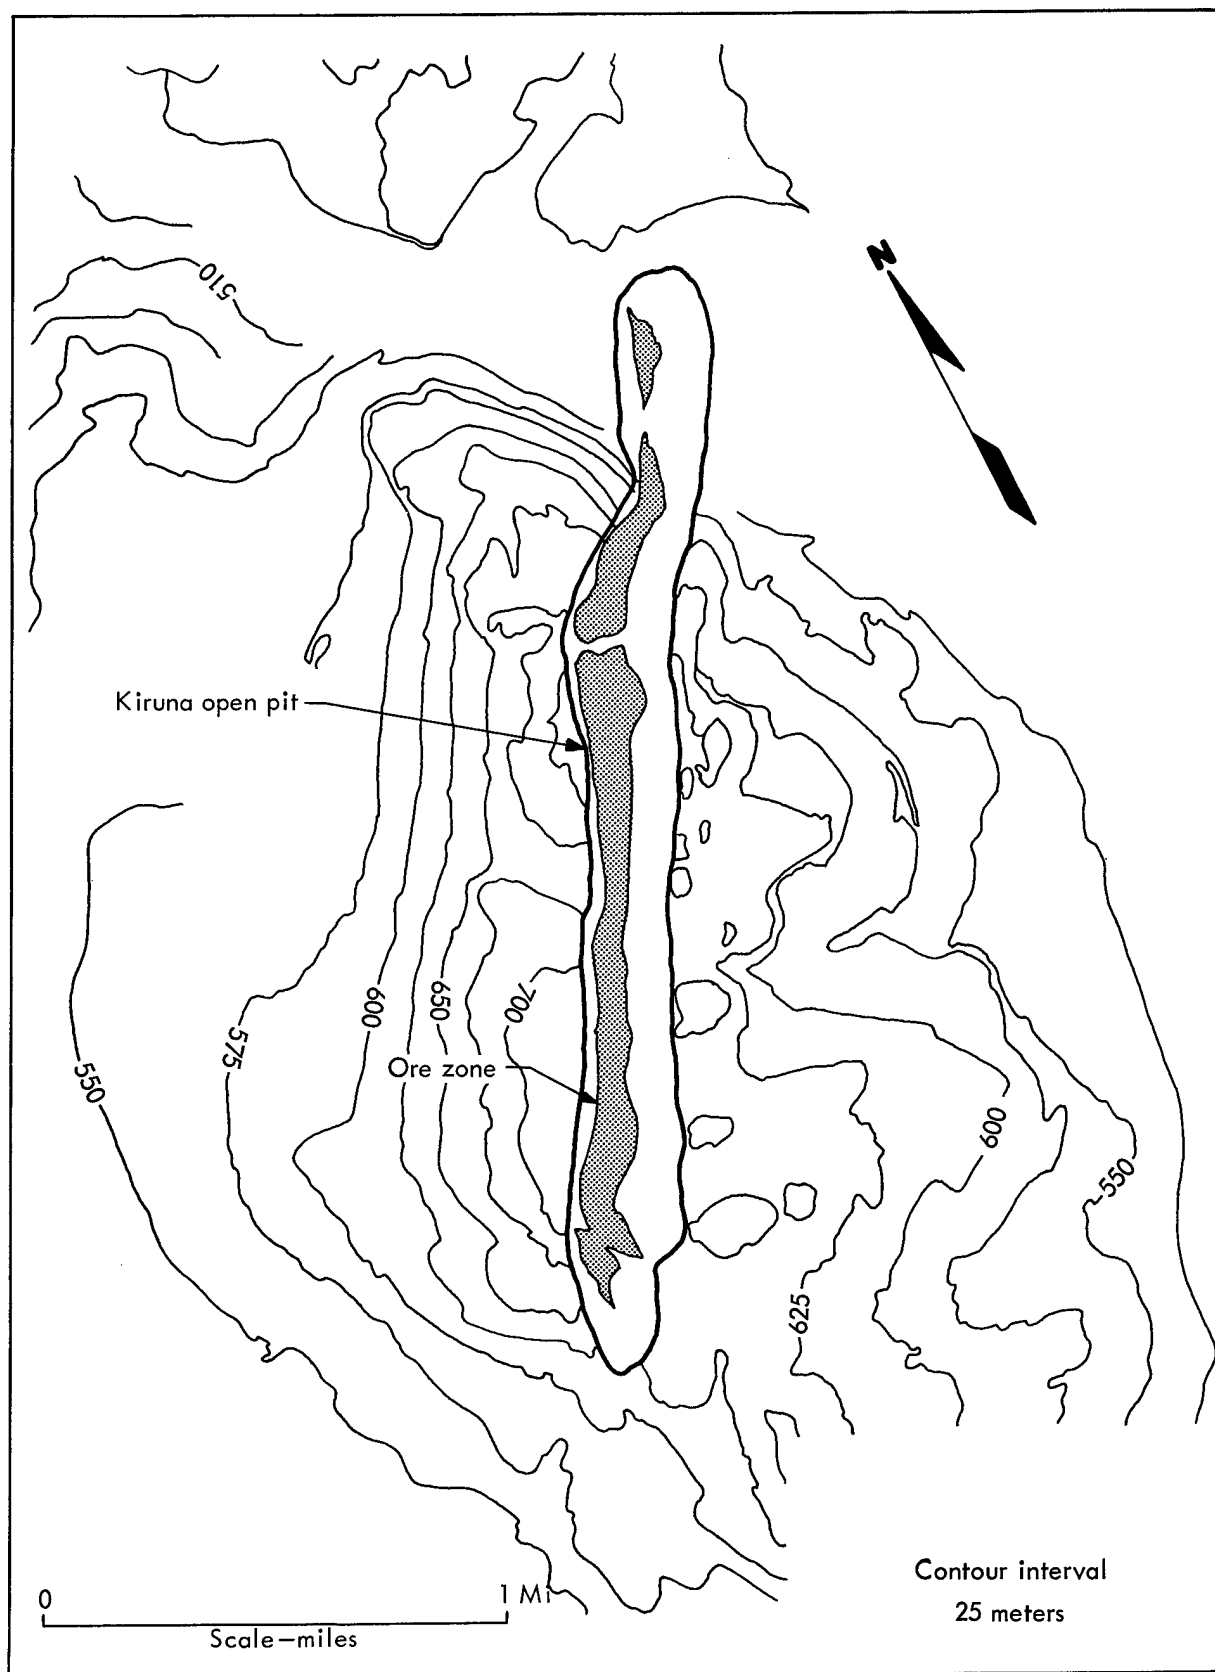 N
510
Kiruna open pit
600
650
700
575
550
Ore zone
600
550
625
Contour interval
25 meters
0
1 Mi
Scale—miles